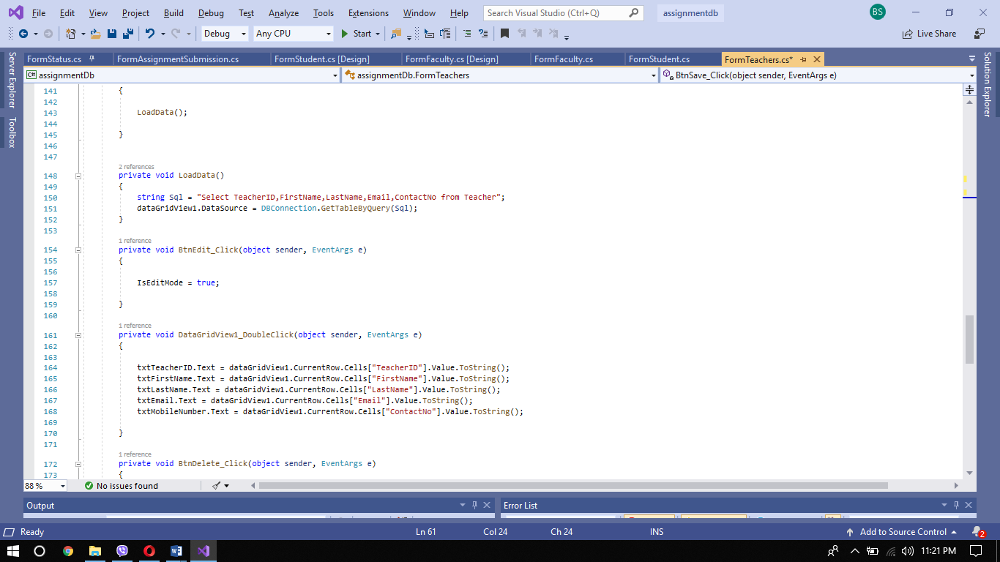 File Edit View Project Build Debug Test Analyze Tools Extensions Window Help Search Visual Studio (Ctrl+Q) assignmentdb BS
Debug Any CPU Start Live Share
FormStatus.cs FormAssignmentSubmission.cs FormStudent.cs [Design] FormFaculty.cs [Design] FormFaculty.cs FormStudent.cs FormTeachers.cs*
Server Explorer
Toolbox
Solution Explorer
C# assignmentDb assignmentDb.FormTeachers BtnSave_Click(object sender, EventArgs e)
141 {
142
143 LoadData();
144
145 }
146
147
2 references
148 private void LoadData()
149 {
150 string Sql = "Select TeacherID,FirstName,LastName,Email,ContactNo from Teacher";
151 dataGridView1.DataSource = DBConnection.GetTableByQuery(Sql);
152 }
153
1 reference
154 private void BtnEdit_Click(object sender, EventArgs e)
155 {
156
157 IsEditMode = true;
158
159 }
160
1 reference
161 private void DataGridView1_DoubleClick(object sender, EventArgs e)
162 {
163
164 txtTeacherID.Text = dataGridView1.CurrentRow.Cells["TeacherID"].Value.ToString();
165 txtFirstName.Text = dataGridView1.CurrentRow.Cells["FirstName"].Value.ToString();
166 txtLastName.Text = dataGridView1.CurrentRow.Cells["LastName"].Value.ToString();
167 txtEmail.Text = dataGridView1.CurrentRow.Cells["Email"].Value.ToString();
168 txtMobileNumber.Text = dataGridView1.CurrentRow.Cells["ContactNo"].Value.ToString();
169
170 }
171
1 reference
172 private void BtnDelete_Click(object sender, EventArgs e)
173 {
88 % No issues found
Output Error List
Ready Ln 61 Col 24 Ch 24 INS Add to Source Control 2
11:21 PM